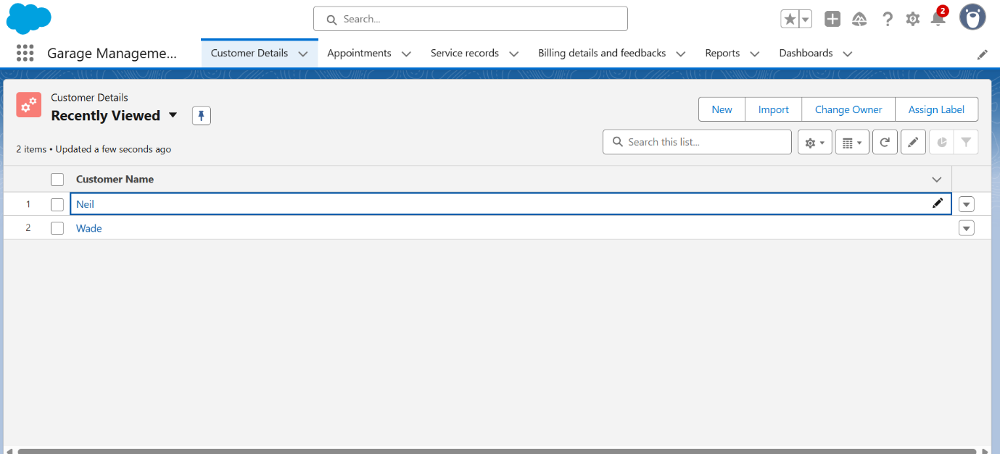 Search...
2
Garage Manageme...
Customer Details
Appointments
Service records
Billing details and feedbacks
Reports
Dashboards
Customer Details
Recently Viewed
New
Import
Change Owner
Assign Label
2 items • Updated a few seconds ago
Search this list...
Customer Name
1
Neil
2
Wade